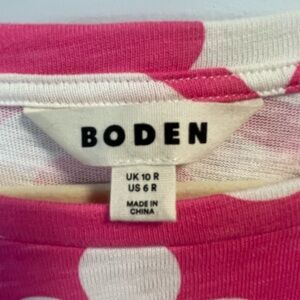 BODEN
UK 10 R
US 6 R
MADE IN
CHINA